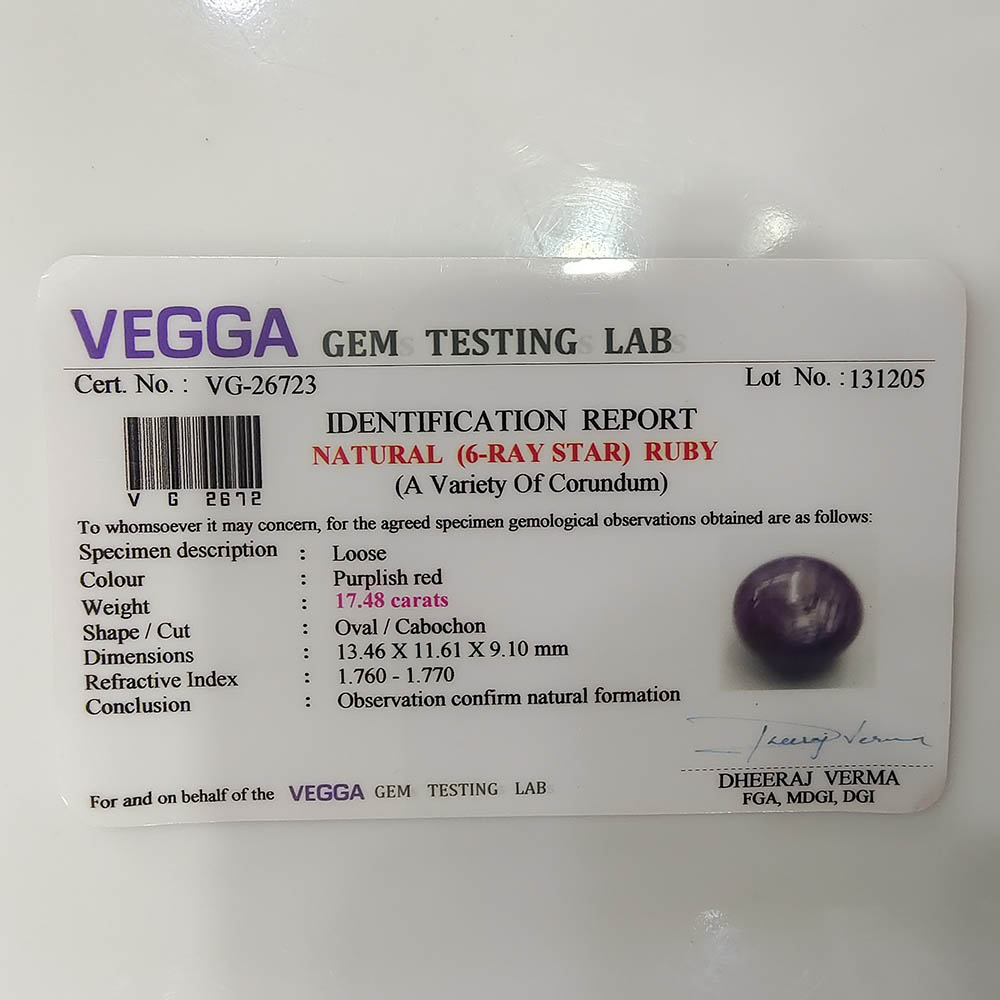 VEGGA GEM TESTING LAB
Cert. No. : VG-26723
Lot No. : 131205
IDENTIFICATION REPORT
NATURAL (6-RAY STAR) RUBY
(A Variety Of Corundum)
V G 2672
To whomsoever it may concern, for the agreed specimen gemological observations obtained are as follows:
Specimen description : Loose
Colour : Purplish red
Weight : 17.48 carats
Shape / Cut : Oval / Cabochon
Dimensions : 13.46 X 11.61 X 9.10 mm
Refractive Index : 1.760 - 1.770
Conclusion : Observation confirm natural formation
Dheeraj Verma
DHEERAJ VERMA
FGA, MDGI, DGI
For and on behalf of the VEGGA GEM TESTING LAB